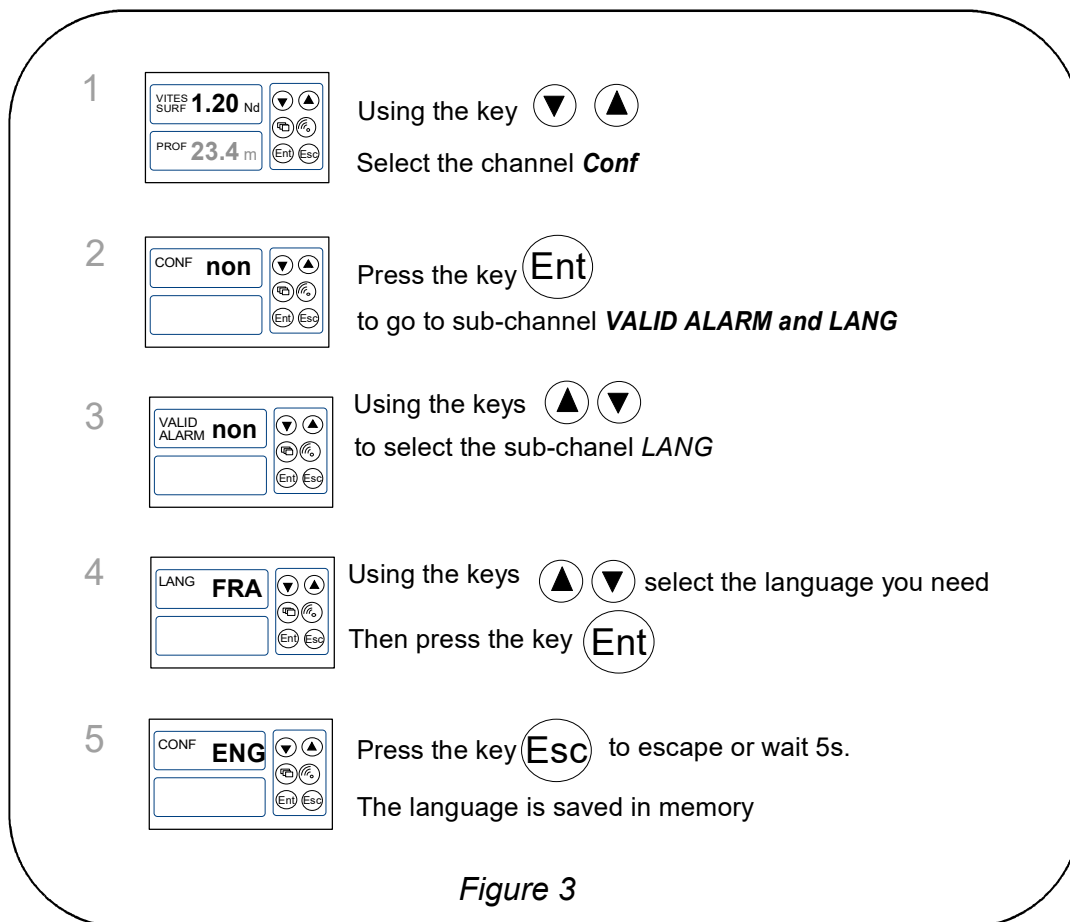 1
VITES
SURF 1.20 Nd
PROF 23.4 m
Ent Esc
Using the key
Select the channel Conf
2
CONF non
Ent Esc
Press the key Ent
to go to sub-channel VALID ALARM and LANG
3
VALID
ALARM non
Ent Esc
Using the keys
to select the sub-chanel LANG
4
LANG FRA
Ent Esc
Using the keys select the language you need
Then press the key Ent
5
CONF ENG
Ent Esc
Press the key Esc to escape or wait 5s.
The language is saved in memory
Figure 3